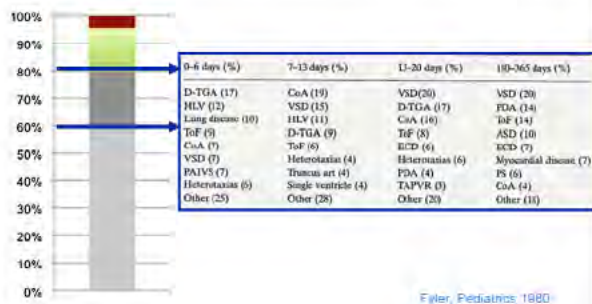 100%
90%
80%
70%
60%
50%
40%
30%
20%
10%
0%
0–6 days (%) 7–13 days (%) 13–20 days (%) 180–365 days (%)
D-TGA (17) CoA (19) VSD(20) VSD (20)
HLV (12) VSD (15) D-TGA (17) PDA (14)
Lung disease (10) HLV (11) CoA (16) ToF (14)
ToF (9) D-TGA (9) ToF (8) ASD (10)
CoA (7) ToF (6) ECD (6) ECD (7)
VSD (7) Heterotaxias (4) Heterotaxias (6) Myocardial disease (7)
PAIVS (7) Truncus art (4) PDA (4) PS (6)
Heterotaxias (6) Single ventricle (4) TAPVR (3) CoA (4)
Other (25) Other (28) Other (20) Other (18)
Fyler, Pediatrics 1980